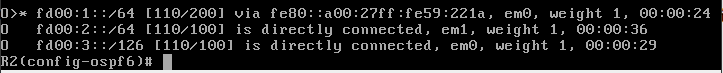 O>* fd00:1::/64 [110/200] via fe80::a00:27ff:fe59:221a, em0, weight 1, 00:00:24
O   fd00:2::/64 [110/100] is directly connected, em1, weight 1, 00:00:36
O   fd00:3::/126 [110/100] is directly connected, em0, weight 1, 00:00:29
R2(config-ospf6)#